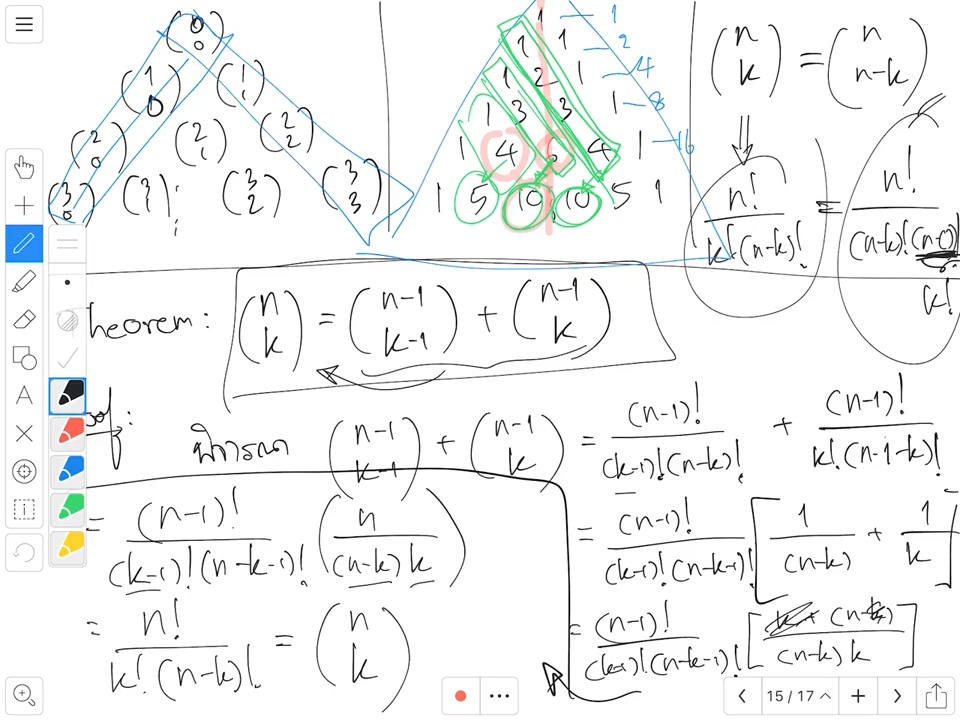 (0 0)
(1 0) (1 1)
(2 0) (2 1) (2 2)
(3 0) (3 1) (3 2) (3 3)
1 — 1
1 1 — 2
1 2 1 — 4
1 3 3 1 — 8
1 4 6 4 1 — 16
1 5 10 10 5 1
(n k) = (n n-k)
⇓
n! / k!(n-k)! = n! / (n-k)!
k!
Theorem: (n k) = (n-1 k-1) + (n-1 k)
พิจารณา (n-1 k-1) + (n-1 k) = (n-1)! / (k-1)!(n-k)! + (n-1)! / k!(n-1-k)!
= (n-1)! / (k-1)!(n-k-1)! [1 / (n-k) + 1 / k]
= (n-1)! / (k-1)!(n-k-1)! [ / (n-k)k]
= (n-1)! / (k-1)!(n-k-1)! (n / (n-k)k)
= n! / k!(n-k)! = (n k)
A
15 / 17